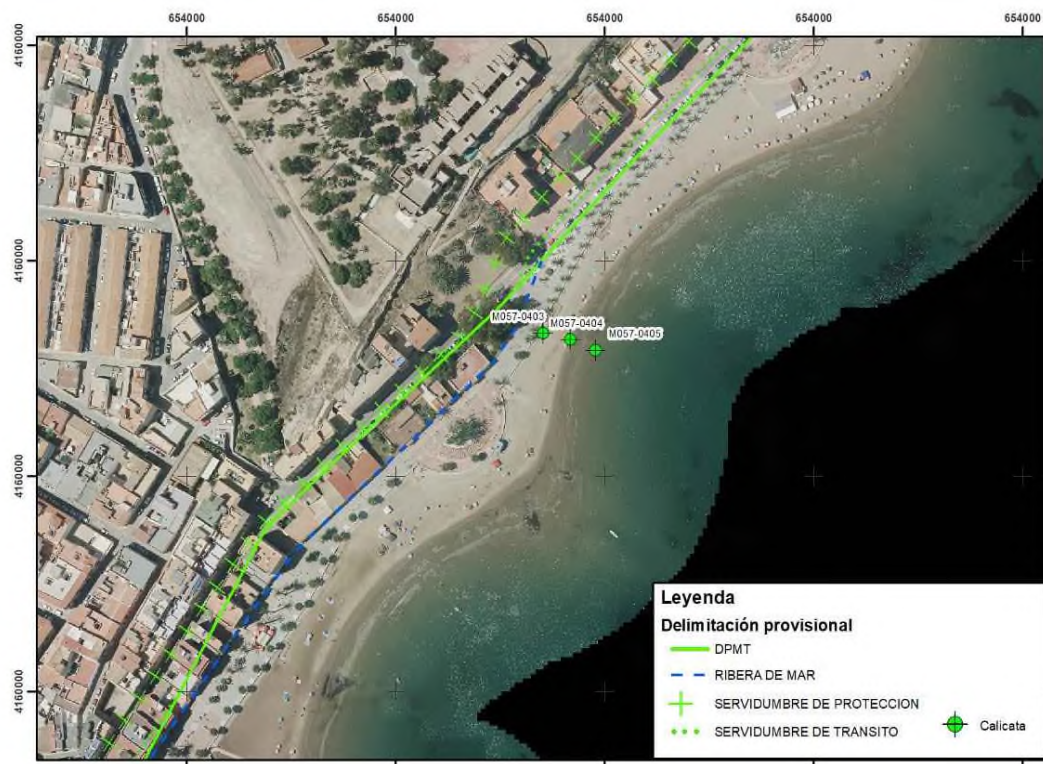 654000 654000 654000 654000 654000
4160000
4160000
4160000
4160000
M057-0403
M057-0404
M057-0405
Leyenda
Delimitación provisional
DPMT
RIBERA DE MAR
SERVIDUMBRE DE PROTECCION
SERVIDUMBRE DE TRANSITO
Calicata